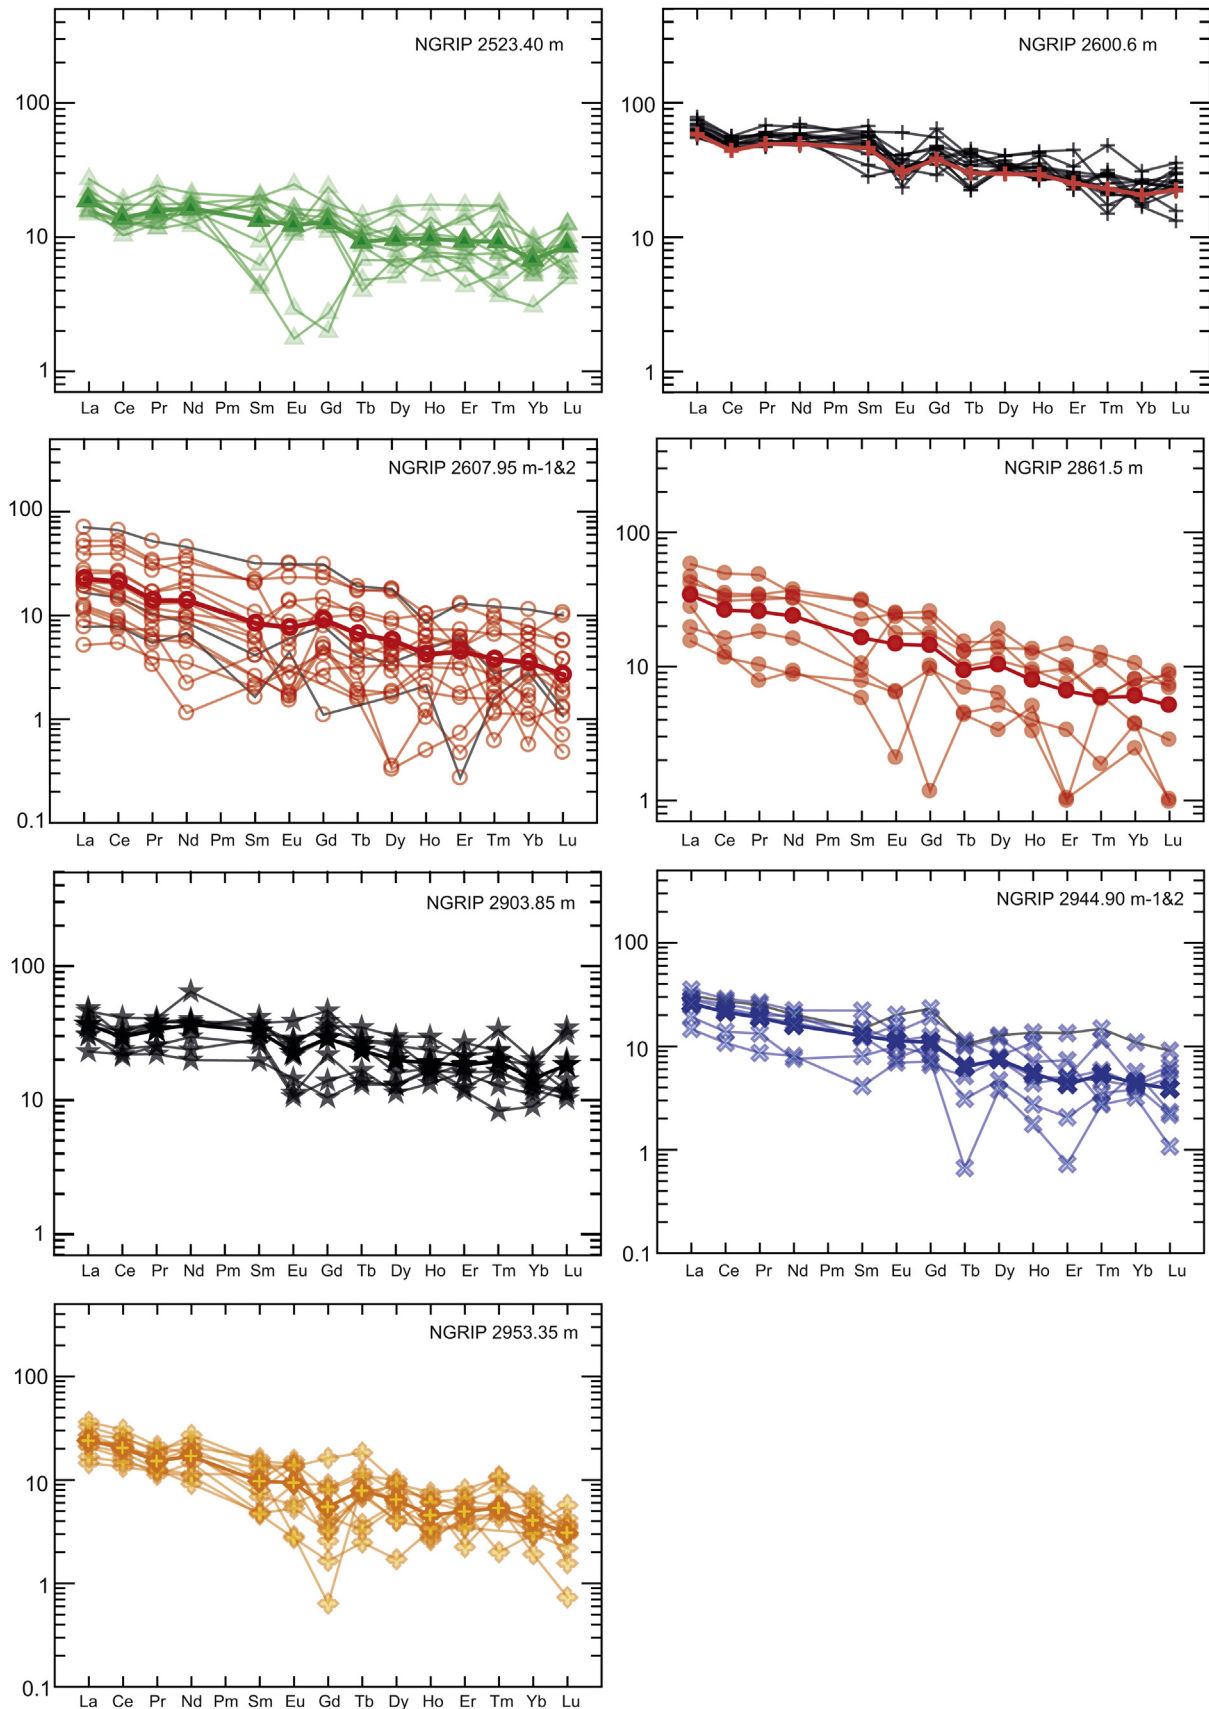 NGRIP 2523.40 m
100
10
1
La Ce Pr Nd Pm Sm Eu Gd Tb Dy Ho Er Tm Yb Lu
NGRIP 2600.6 m
100
10
1
La Ce Pr Nd Pm Sm Eu Gd Tb Dy Ho Er Tm Yb Lu
NGRIP 2607.95 m-1&2
100
10
1
0.1
La Ce Pr Nd Pm Sm Eu Gd Tb Dy Ho Er Tm Yb Lu
NGRIP 2861.5 m
100
10
1
La Ce Pr Nd Pm Sm Eu Gd Tb Dy Ho Er Tm Yb Lu
NGRIP 2903.85 m
100
10
1
La Ce Pr Nd Pm Sm Eu Gd Tb Dy Ho Er Tm Yb Lu
NGRIP 2944.90 m-1&2
100
10
1
0.1
La Ce Pr Nd Pm Sm Eu Gd Tb Dy Ho Er Tm Yb Lu
NGRIP 2953.35 m
100
10
1
0.1
La Ce Pr Nd Pm Sm Eu Gd Tb Dy Ho Er Tm Yb Lu